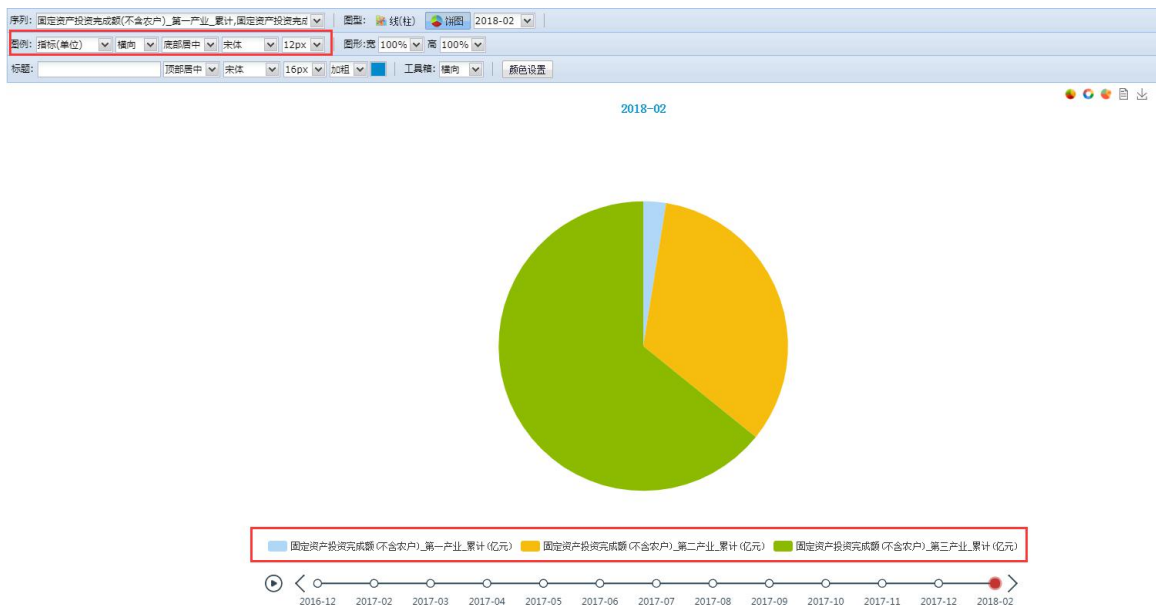 序列: 固定资产投资完成额(不含农户)_第一产业_累计,固定资产投资完成 图型: 线(柱) 饼图 2018-02
图例: 指标(单位) 横向 底部居中 宋体 12px 图形:宽 100% 高 100%
标题: 顶部居中 宋体 16px 加粗 工具箱: 横向 颜色设置
2018-02
固定资产投资完成额(不含农户)_第一产业_累计(亿元) 固定资产投资完成额(不含农户)_第二产业_累计(亿元) 固定资产投资完成额(不含农户)_第三产业_累计(亿元)
2016-12 2017-02 2017-03 2017-04 2017-05 2017-06 2017-07 2017-08 2017-09 2017-10 2017-11 2017-12 2018-02